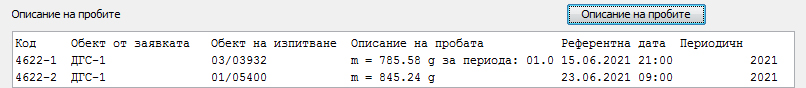 Описание на пробите Описание на пробите
Код Обект от заявката Обект на изпитване Описание на пробата Референтна дата Периодичн
4622-1 ДГС-1 03/03932 m = 785.58 g за периода: 01.0 15.06.2021 21:00 2021
4622-2 ДГС-1 01/05400 m = 845.24 g 23.06.2021 09:00 2021